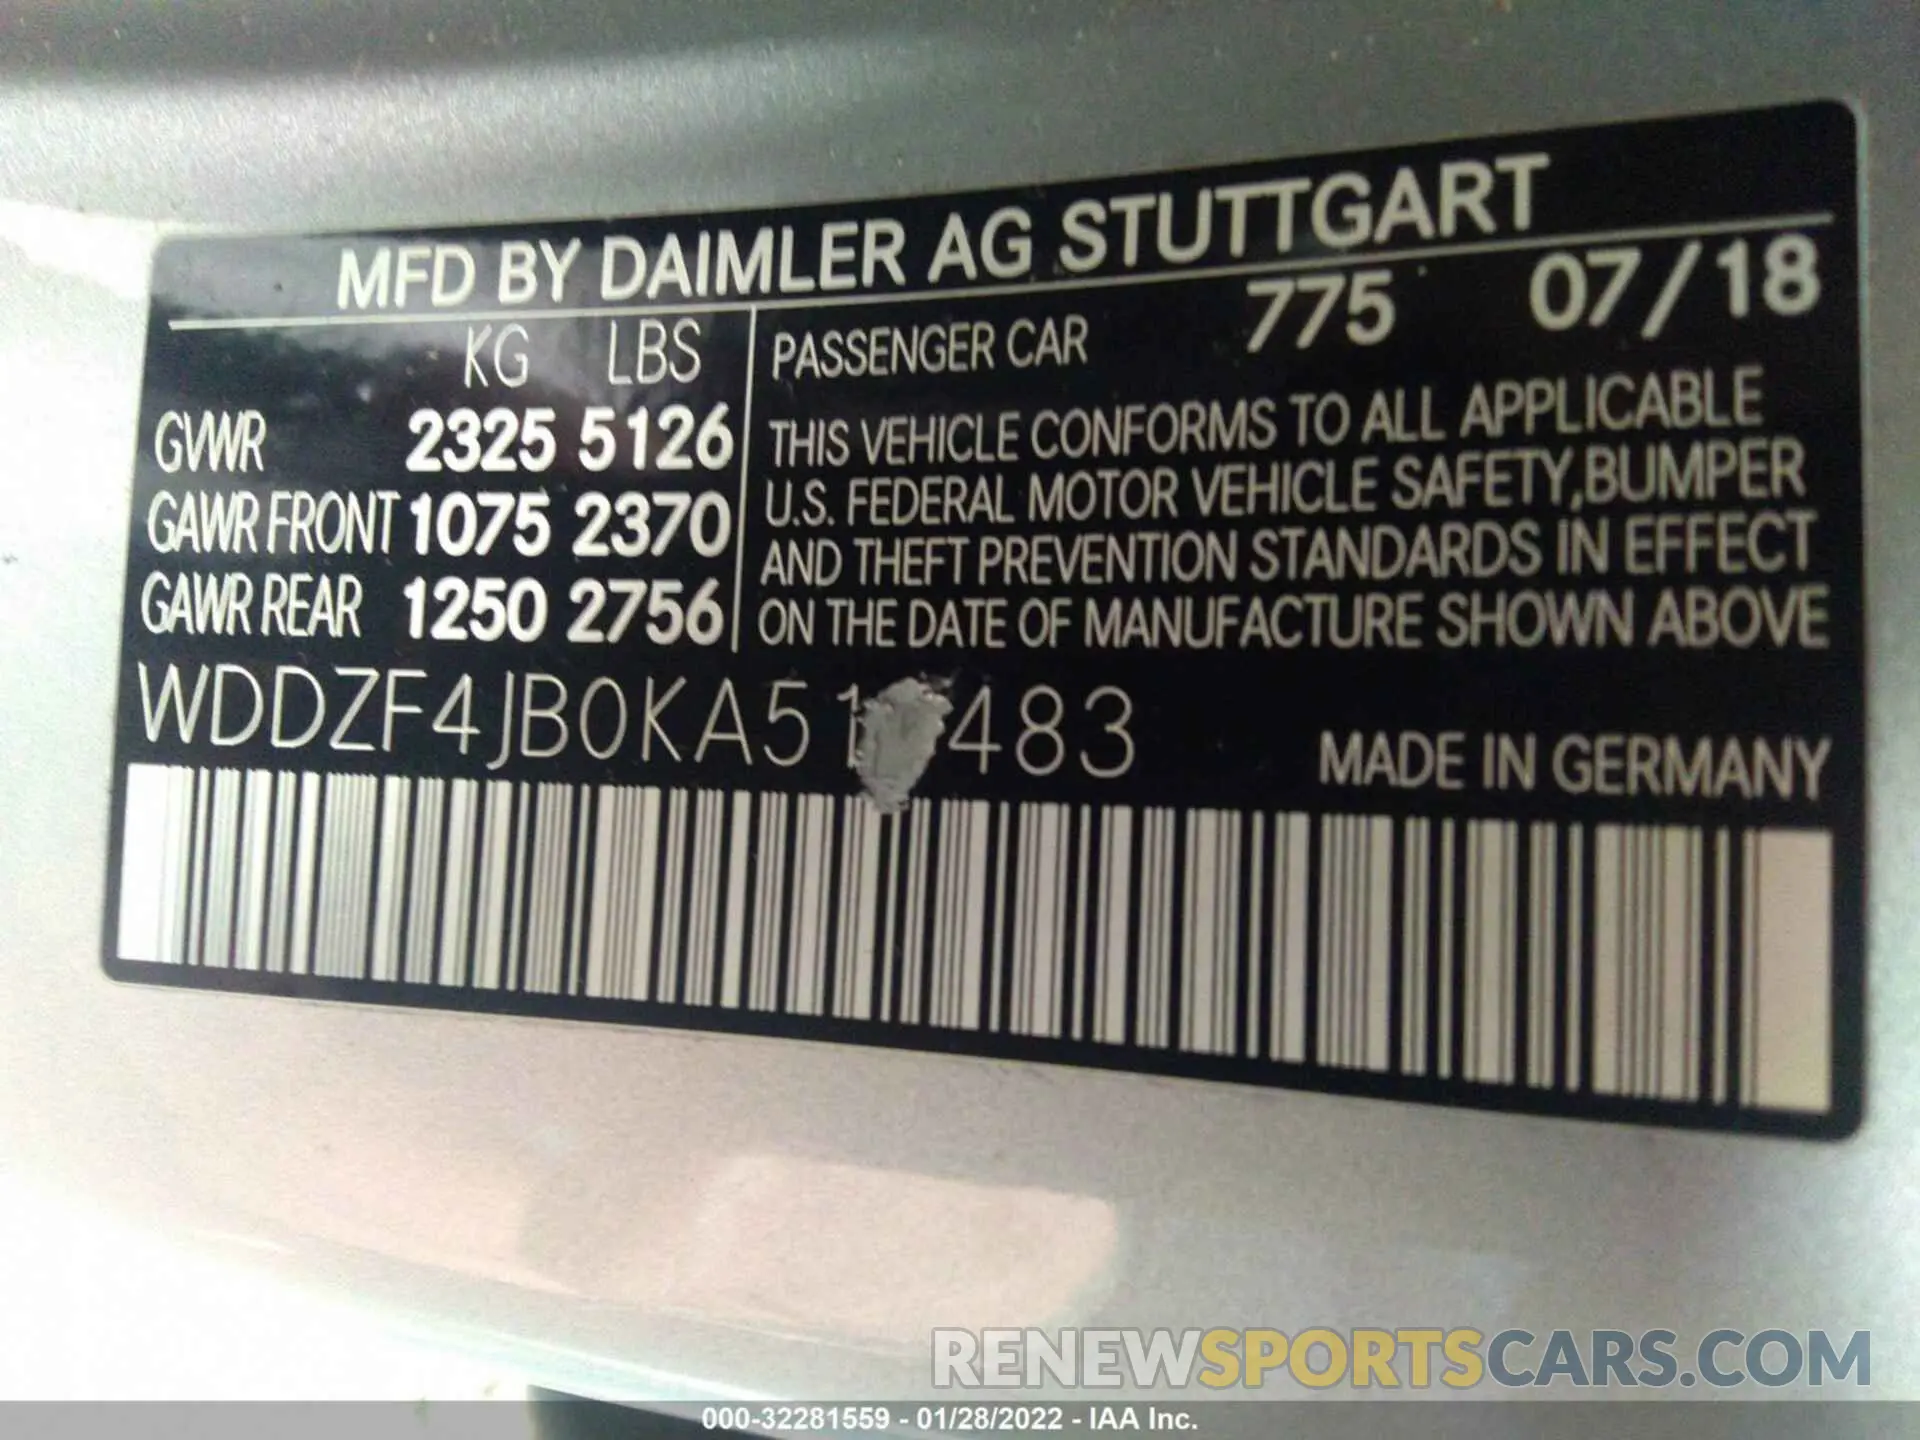 MFD BY DAIMLER AG STUTTGART
KG LBS
GVWR 2325 5126
GAWR FRONT 1075 2370
GAWR REAR 1250 2756
PASSENGER CAR 775 07/18
THIS VEHICLE CONFORMS TO ALL APPLICABLE
U.S. FEDERAL MOTOR VEHICLE SAFETY,BUMPER
AND THEFT PREVENTION STANDARDS IN EFFECT
ON THE DATE OF MANUFACTURE SHOWN ABOVE
MADE IN GERMANY
RENEWSPORTSCARS.COM
000-32281559 - 01/28/2022 - IAA Inc.